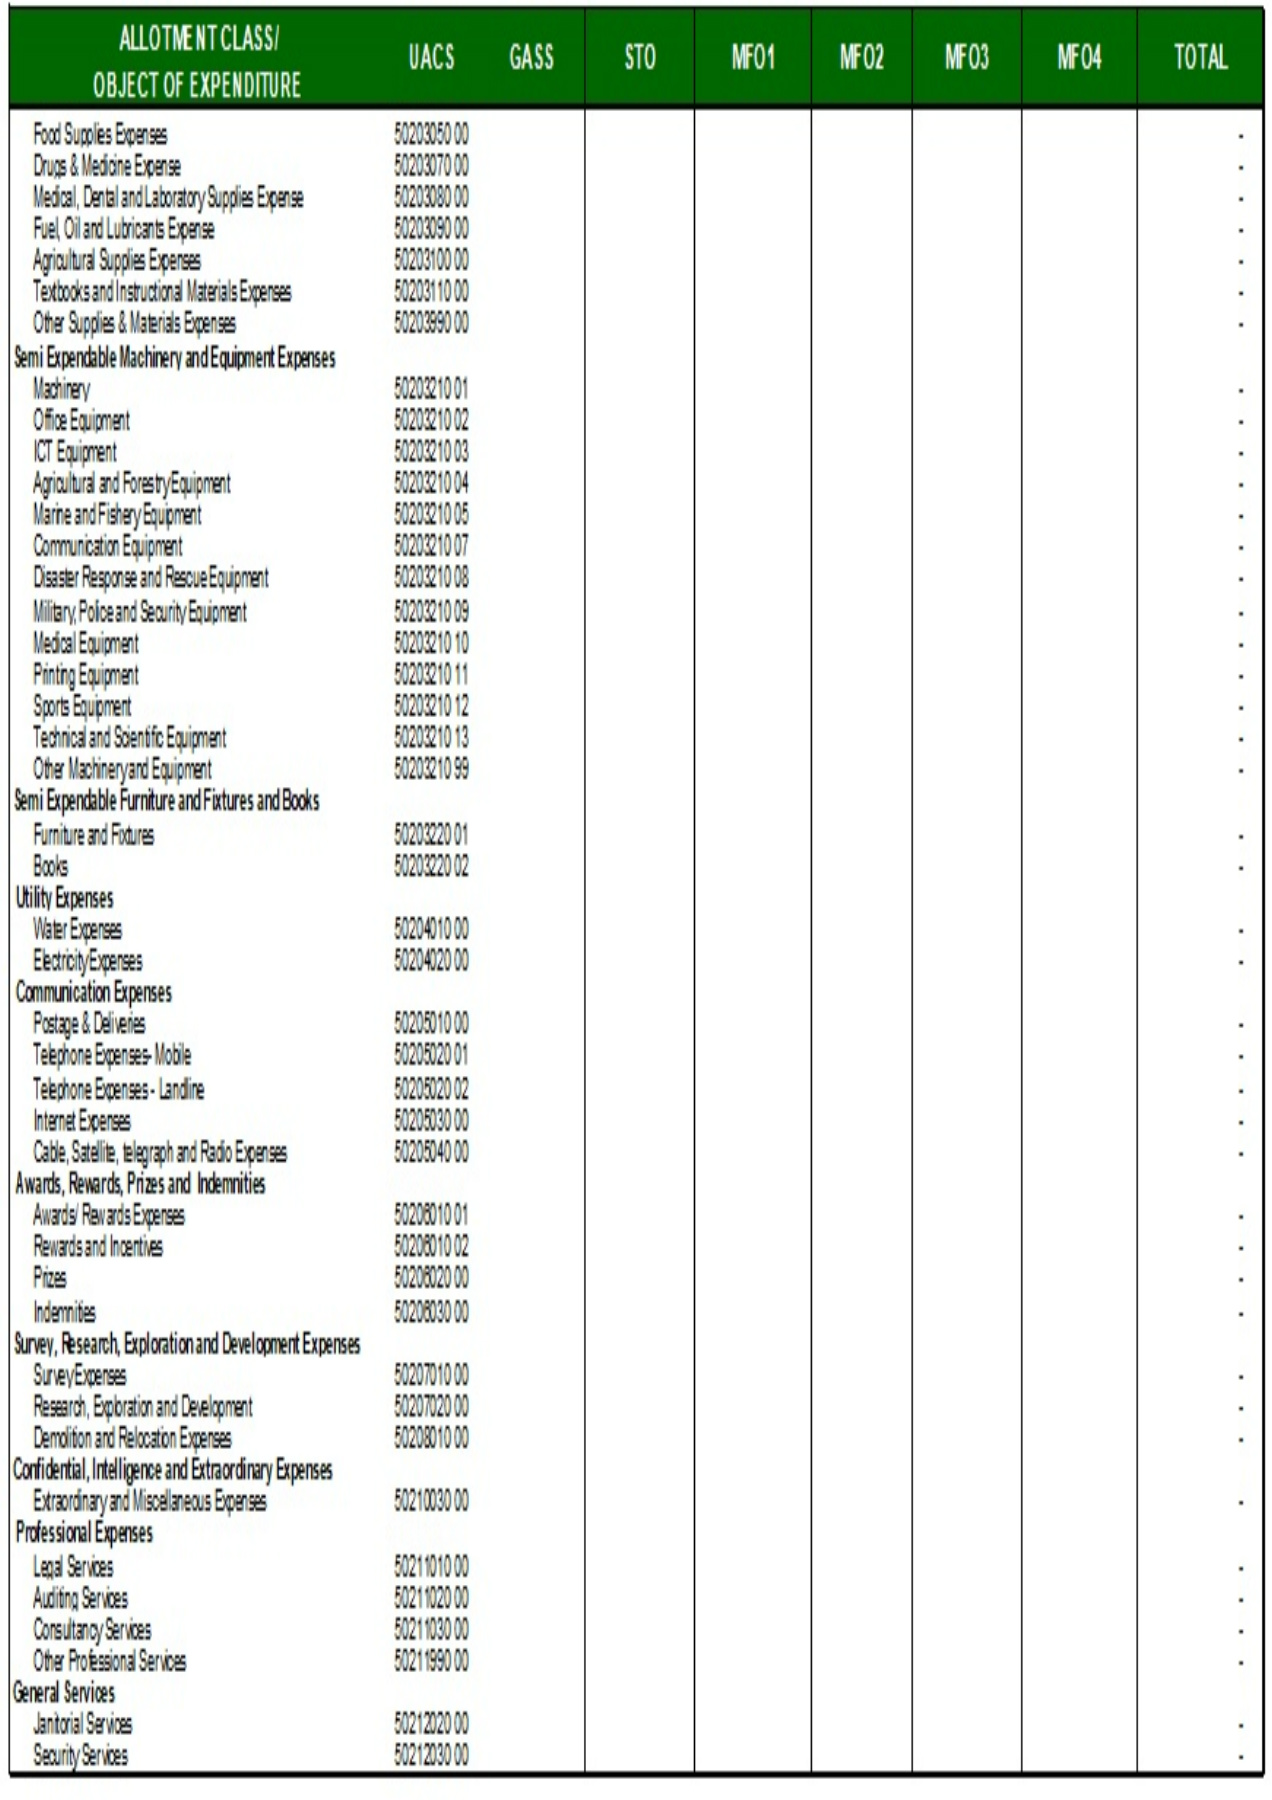 ALLOTMENT CLASS/
OBJECT OF EXPENDITURE UACS GASS STO MFO1 MFO2 MFO3 MFO4 TOTAL
Food Supplies Expenses 50203050 00 -
Drugs & Medicine Expense 50203070 00 -
Medical, Dental and Laboratory Supplies Expense 50203080 00 -
Fuel, Oil and Lubricants Expense 50203090 00 -
Agricultural Supplies Expenses 50203100 00 -
Textbooks and Instructional Materials Expenses 50203110 00 -
Other Supplies & Materials Expenses 50203990 00 -
Semi Expendable Machinery and Equipment Expenses
Machinery 50203210 01 -
Office Equipment 50203210 02 -
ICT Equipment 50203210 03 -
Agricultural and Forestry Equipment 50203210 04 -
Marine and Fishery Equipment 50203210 05 -
Communication Equipment 50203210 07 -
Disaster Response and Rescue Equipment 50203210 08 -
Military, Police and Security Equipment 50203210 09 -
Medical Equipment 50203210 10 -
Printing Equipment 50203210 11 -
Sports Equipment 50203210 12 -
Technical and Scientific Equipment 50203210 13 -
Other Machinery and Equipment 50203210 99 -
Semi Expendable Furniture and Fixtures and Books
Furniture and Fixtures 50203220 01 -
Books 50203220 02 -
Utility Expenses
Water Expenses 50204010 00 -
Electricity Expenses 50204020 00 -
Communication Expenses
Postage & Deliveries 50205010 00 -
Telephone Expenses- Mobile 50205020 01 -
Telephone Expenses - Landline 50205020 02 -
Internet Expenses 50205030 00 -
Cable, Satellite, telegraph and Radio Expenses 50205040 00 -
Awards, Rewards, Prizes and Indemnities
Awards/ Rewards Expenses 50206010 01 -
Rewards and Incentives 50206010 02 -
Prizes 50206020 00 -
Indemnities 50206030 00 -
Survey, Research, Exploration and Development Expenses
Survey Expenses 50207010 00 -
Research, Exploration and Development 50207020 00 -
Demolition and Relocation Expenses 50208010 00 -
Confidential, Intelligence and Extraordinary Expenses
Extraordinary and Miscellaneous Expenses 50210030 00 -
Professional Expenses
Legal Services 50211010 00 -
Auditing Services 50211020 00 -
Consultancy Services 50211030 00 -
Other Professional Services 50211990 00 -
General Services
Janitorial Services 50212020 00 -
Security Services 50212030 00 -